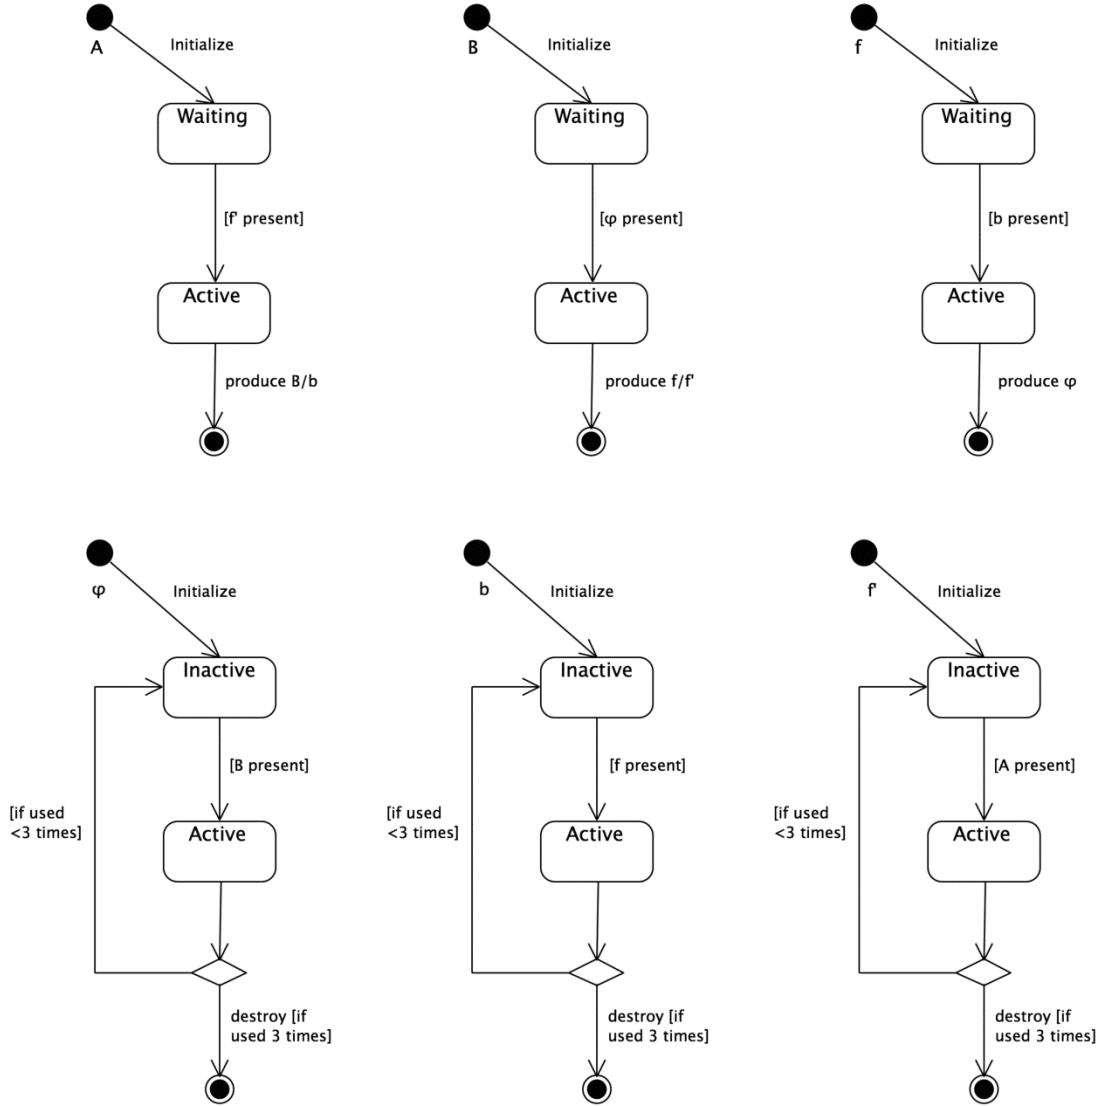 A
Initialize
Waiting
[f' present]
Active
produce B/b
B
Initialize
Waiting
[φ present]
Active
produce f/f'
f
Initialize
Waiting
[b present]
Active
produce φ
φ
Initialize
Inactive
[B present]
[if used
<3 times]
Active
destroy [if
used 3 times]
b
Initialize
Inactive
[f present]
[if used
<3 times]
Active
destroy [if
used 3 times]
f'
Initialize
Inactive
[A present]
[if used
<3 times]
Active
destroy [if
used 3 times]